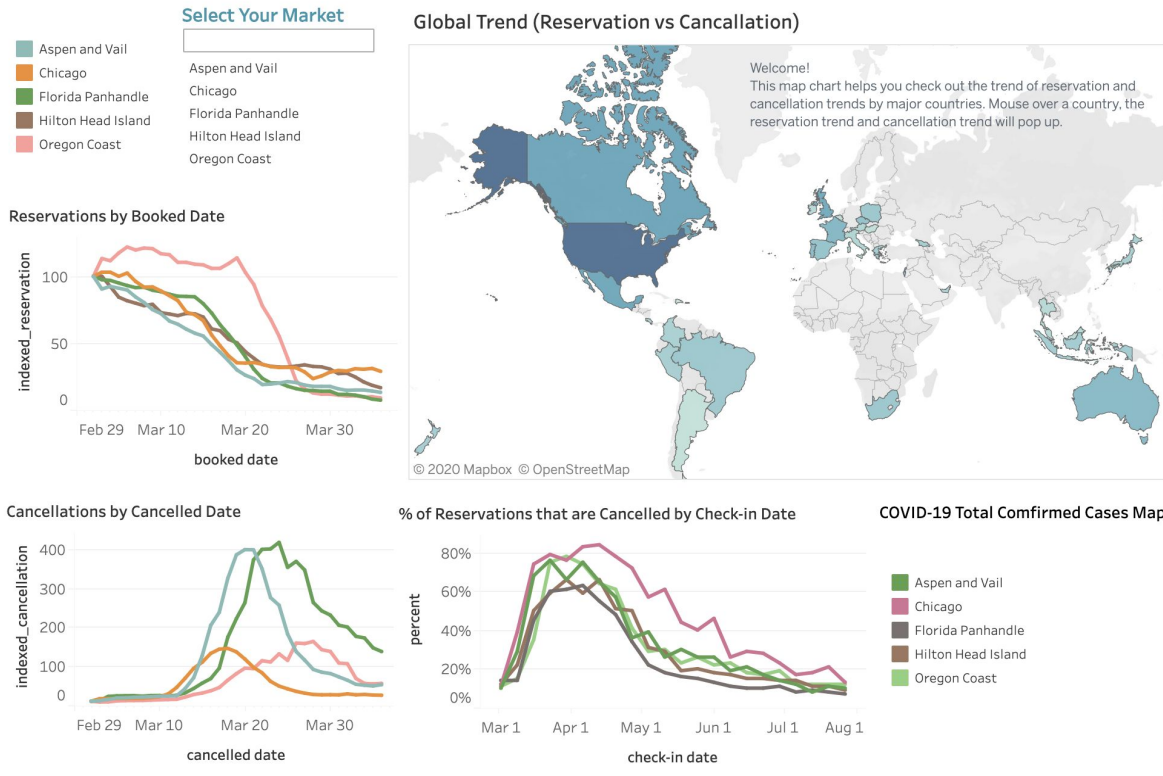 Select Your Market
Aspen and Vail
Chicago
Florida Panhandle
Hilton Head Island
Oregon Coast
Aspen and Vail
Chicago
Florida Panhandle
Hilton Head Island
Oregon Coast
Global Trend (Reservation vs Cancallation)
Welcome!
This map chart helps you check out the trend of reservation and
cancellation trends by major countries. Mouse over a country, the
reservation trend and cancellation trend will pop up.
© 2020 Mapbox © OpenStreetMap
Reservations by Booked Date
indexed_reservation
100
50
0
Feb 29 Mar 10 Mar 20 Mar 30
booked date
Cancellations by Cancelled Date
indexed_cancellation
400
300
200
100
0
Feb 29 Mar 10 Mar 20 Mar 30
cancelled date
% of Reservations that are Cancelled by Check-in Date
percent
80%
60%
40%
20%
0%
Mar 1 Apr 1 May 1 Jun 1 Jul 1 Aug 1
check-in date
COVID-19 Total Comfirmed Cases Map
Aspen and Vail
Chicago
Florida Panhandle
Hilton Head Island
Oregon Coast